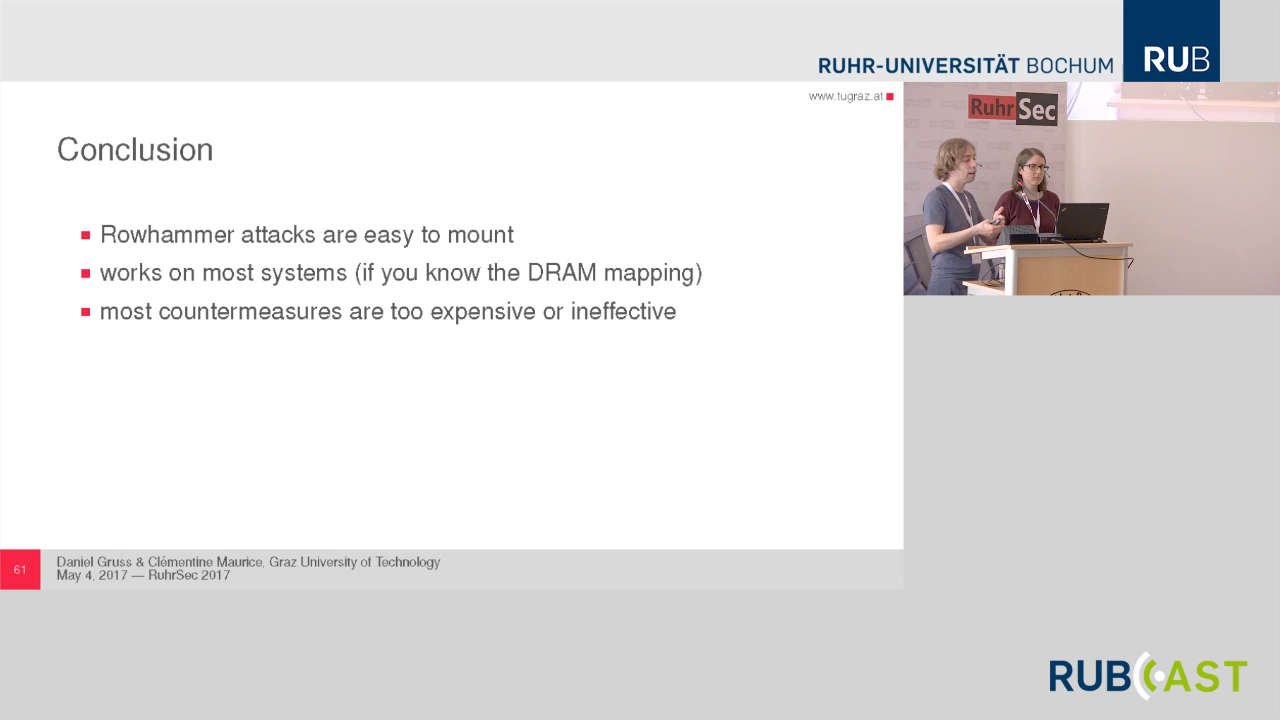 RUHR-UNIVERSITÄT BOCHUM
RUB
www.tugraz.at
RuhrSec
Conclusion
Rowhammer attacks are easy to mount
works on most systems (if you know the DRAM mapping)
most countermeasures are too expensive or ineffective
61
Daniel Gruss & Clémentine Maurice, Graz University of Technology
May 4, 2017 — RuhrSec 2017
RUBCAST